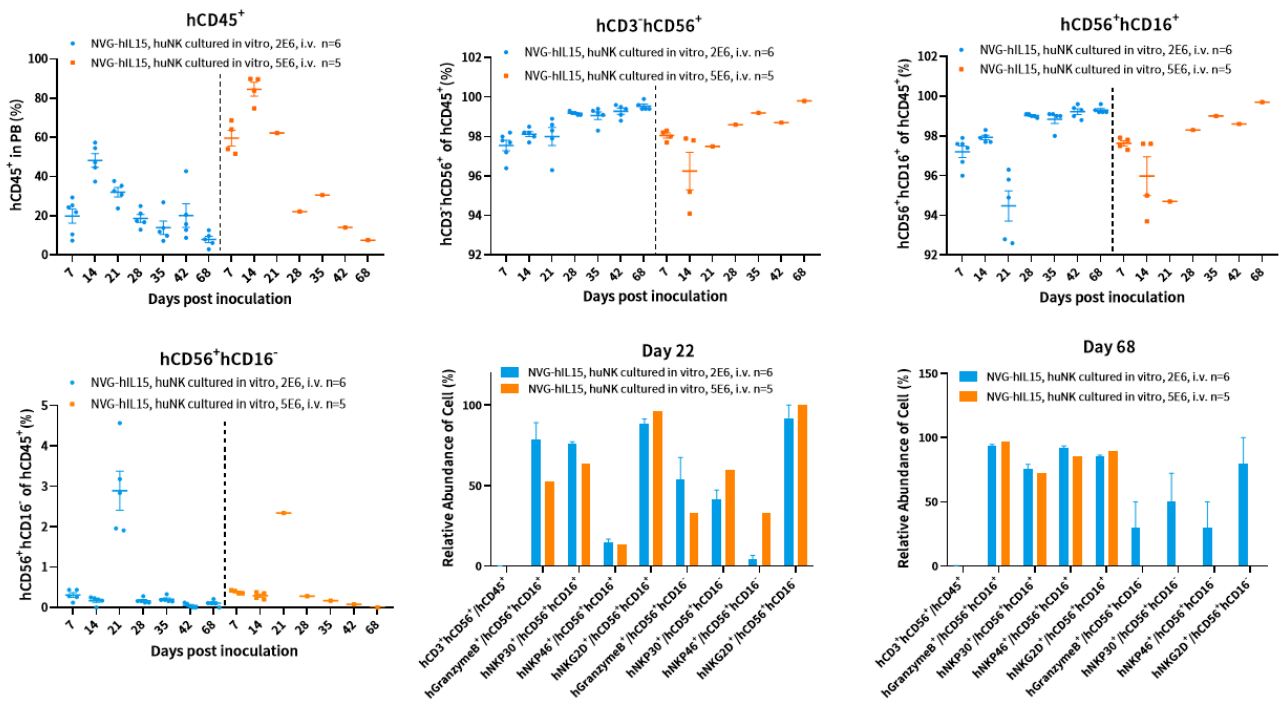 hCD45⁺
NVG-hIL15, huNK cultured in vitro, 2E6, i.v. n=6
NVG-hIL15, huNK cultured in vitro, 5E6, i.v. n=5
hCD45⁺ in PB (%)
100
80
60
40
20
0
7 14 21 28 35 42 68 7 14 21 28 35 42 68
Days post inoculation
hCD3⁻hCD56⁺
NVG-hIL15, huNK cultured in vitro, 2E6, i.v. n=6
NVG-hIL15, huNK cultured in vitro, 5E6, i.v. n=5
hCD3⁻hCD56⁺ of hCD45⁺(%)
102
100
98
96
94
92
7 14 21 28 35 42 68 7 14 21 28 35 42 68
Days post inoculation
hCD56⁺hCD16⁺
NVG-hIL15, huNK cultured in vitro, 2E6, i.v. n=6
NVG-hIL15, huNK cultured in vitro, 5E6, i.v. n=5
hCD56⁺hCD16⁺ of hCD45⁺(%)
102
100
98
96
94
92
7 14 21 28 35 42 68 7 14 21 28 35 42 68
Days post inoculation
hCD56⁺hCD16⁻
NVG-hIL15, huNK cultured in vitro, 2E6, i.v. n=6
NVG-hIL15, huNK cultured in vitro, 5E6, i.v. n=5
hCD56⁺hCD16⁻ of hCD45⁺(%)
5
4
3
2
1
0
7 14 21 28 35 42 68 7 14 21 28 35 42 68
Days post inoculation
Day 22
NVG-hIL15, huNK cultured in vitro, 2E6, i.v. n=6
NVG-hIL15, huNK cultured in vitro, 5E6, i.v. n=5
Relative Abundance of Cell (%)
100
50
0
hCD3⁺hCD56⁺/hCD45⁺
hGranzymeB⁺/hCD56⁺hCD16⁺
hNKP30⁺/hCD56⁺hCD16⁺
hNKP46⁺/hCD56⁺hCD16⁺
hNKG2D⁺/hCD56⁺hCD16⁺
hGranzymeB⁺/hCD56⁺hCD16⁻
hNKP30⁺/hCD56⁺hCD16⁻
hNKP46⁺/hCD56⁺hCD16⁻
hNKG2D⁺/hCD56⁺hCD16⁻
Day 68
NVG-hIL15, huNK cultured in vitro, 2E6, i.v. n=6
NVG-hIL15, huNK cultured in vitro, 5E6, i.v. n=5
Relative Abundance of Cell (%)
150
100
50
0
hCD3⁺hCD56⁺/hCD45⁺
hGranzymeB⁺/hCD56⁺hCD16⁺
hNKP30⁺/hCD56⁺hCD16⁺
hNKP46⁺/hCD56⁺hCD16⁺
hNKG2D⁺/hCD56⁺hCD16⁺
hGranzymeB⁺/hCD56⁺hCD16⁻
hNKP30⁺/hCD56⁺hCD16⁻
hNKP46⁺/hCD56⁺hCD16⁻
hNKG2D⁺/hCD56⁺hCD16⁻